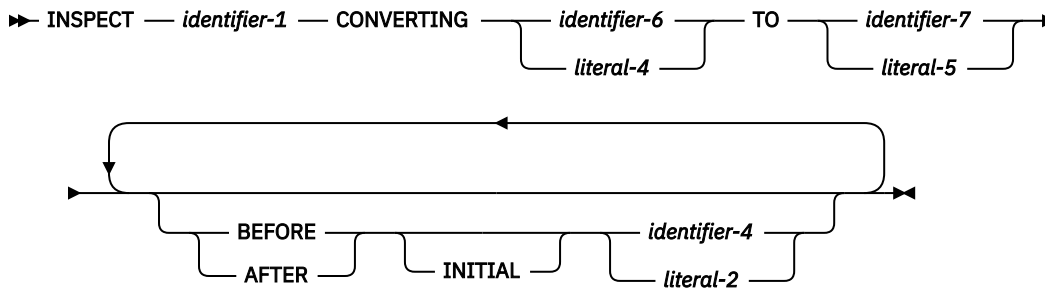 INSPECT identifier-1 CONVERTING identifier-6 TO identifier-7
literal-4 literal-5
BEFORE identifier-4
AFTER INITIAL literal-2